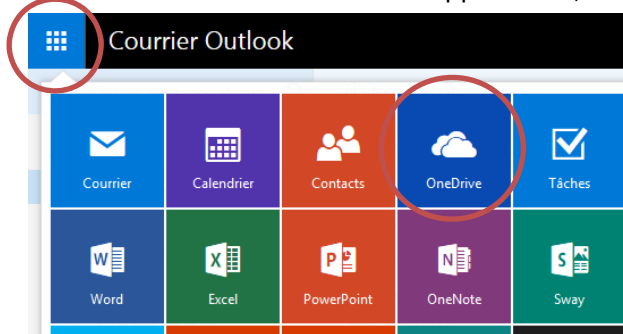 Courrier Outlook
Courrier Calendrier Contacts OneDrive Tâches
W X P N S
Word Excel PowerPoint OneNote Sway